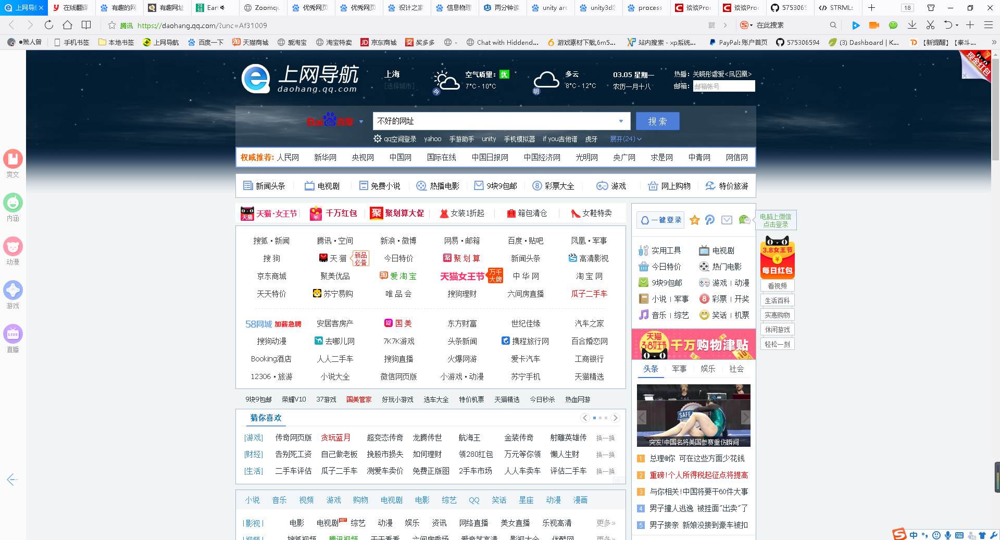 上网导航
在线翻译
有趣的网
有趣网址
Earl
Zoomqu
优秀网页
优秀网页
设计之家
信息物理
两分钟读
unity arc
unity3d边
process
谈谈Proc
谈谈Proc
5753065
STRML:
18
腾讯 https://daohang.qq.com/?unc=Af31009
在此搜索
手机书签
本地书签
上网导航
百度一下
天猫商城
爱淘宝
淘宝特卖
京东商城
奖多多
-
Chat with Hiddend...
游戏素材下载,6m5...
站内搜索 - xp系统...
PayPal: 账户首页
575306594
(3) Dashboard | K...
【新提醒】【泰斗...
上网导航
daohang.qq.com
上海
[选择城市]
今
空气质量: 优
7°C - 10°C
明
多云
8°C - 12°C
03.05 星期一
农历一月十八
热播: 关晓彤虐爱<凤囚凰>
邮箱: 邮箱帐号
现金红包
Bai百度
不好的网址
搜 索
qq空间登录 yahoo 手游助手 unity 手机模拟器 if you吉他谱 虎牙 展开(24)
权威推荐: 人民网 新华网 央视网 中国网 国际在线 中国日报网 中国经济网 光明网 央广网 求是网 中青网 网信网
新闻头条 电视剧 免费小说 热播电影 9块9包邮 彩票大全 游戏 网上购物 特价旅游
爽文
内涵
动漫
游戏
LIVE
直播
天猫 天猫·女王节 千万红包 聚 聚划算大促 女装1折起 箱包清仓 女鞋特卖
搜狐·新闻 腾讯·空间 新浪·微博 网易·邮箱 百度·贴吧 凤凰·军事
搜 狗 天 猫 新品必备 今日特价 聚 聚 划 算 新闻头条 高清影视
京东商城 聚美优品 淘 爱 淘 宝 天猫女王节 万千大牌 中 华 网 淘 宝 网
天天特价 苏宁易购 唯 品 会 搜狗理财 六间房直播 瓜子二手车
58同城 加薪急聘 安居客房产 国 美 东方财富 世纪佳缘 汽车之家
搜狗动漫 去哪儿网 7K7K游戏 头条新闻 携程旅行网 百合婚恋网
Booking酒店 人人二手车 搜狗直播 火爆网游 爱卡汽车 工商银行
12306·旅游 小说大全 微信网页版 小游戏·动漫 苏宁手机 天猫精选
9块9包邮 荣耀V10 37游戏 国美管家 好玩小游戏 选车大全 特价机票 天猫精选 今日秒杀 热血网游
猜你喜欢
[游戏] 传奇网页版 贪玩蓝月 超变态传奇 龙腾传世 航海王 金装传奇 射雕英雄传 换一换
[财经] 告别死工资 自己做老板 挽股市损失 如何理财 领280红包 万元等你领 懒人生财 换一换
[生活] 二手车评估 瓜子二手车 测爱车卖价 免费正版图 2手车市场 人人车卖车 评估二手车 换一换
小说 音乐 视频 游戏 购物 电视剧 电影 综艺 QQ 笑话 星座 动漫 漫画
|影视| 电影 电视剧 HOT 综艺 动漫 娱乐 资讯 网络直播 美女直播 乐视高清 更多»
|视频| 搜狐视频 腾讯视频 天天看看 六间房秀场 爱奇艺高清 影视大全 优酷网 更多»
一键登录
电脑上微信
点击登录
实用工具 电视剧
今日特价 热门电影
9块9包邮 游戏 | 动漫
小说 | 军事 彩票 | 开奖
音乐 | 综艺 笑话 | 机票
天猫
3·8女王节
千万购物津贴
头条 军事 娱乐 社会
SAFE
突发!中国名将美国参赛重伤瞬间
1 总理@你 可在这些方面少花钱
2 重磅!个人所得税起征点将提高
3 与你相关!中国将要干60件大事
4 男子撞人逃逸 被挂面"出卖"了
5 男子接亲 新娘没接到豪车被扣
3.8女王节
每日红包
看视频
生活百科
实惠购物
休闲游戏
轻松一刻
中